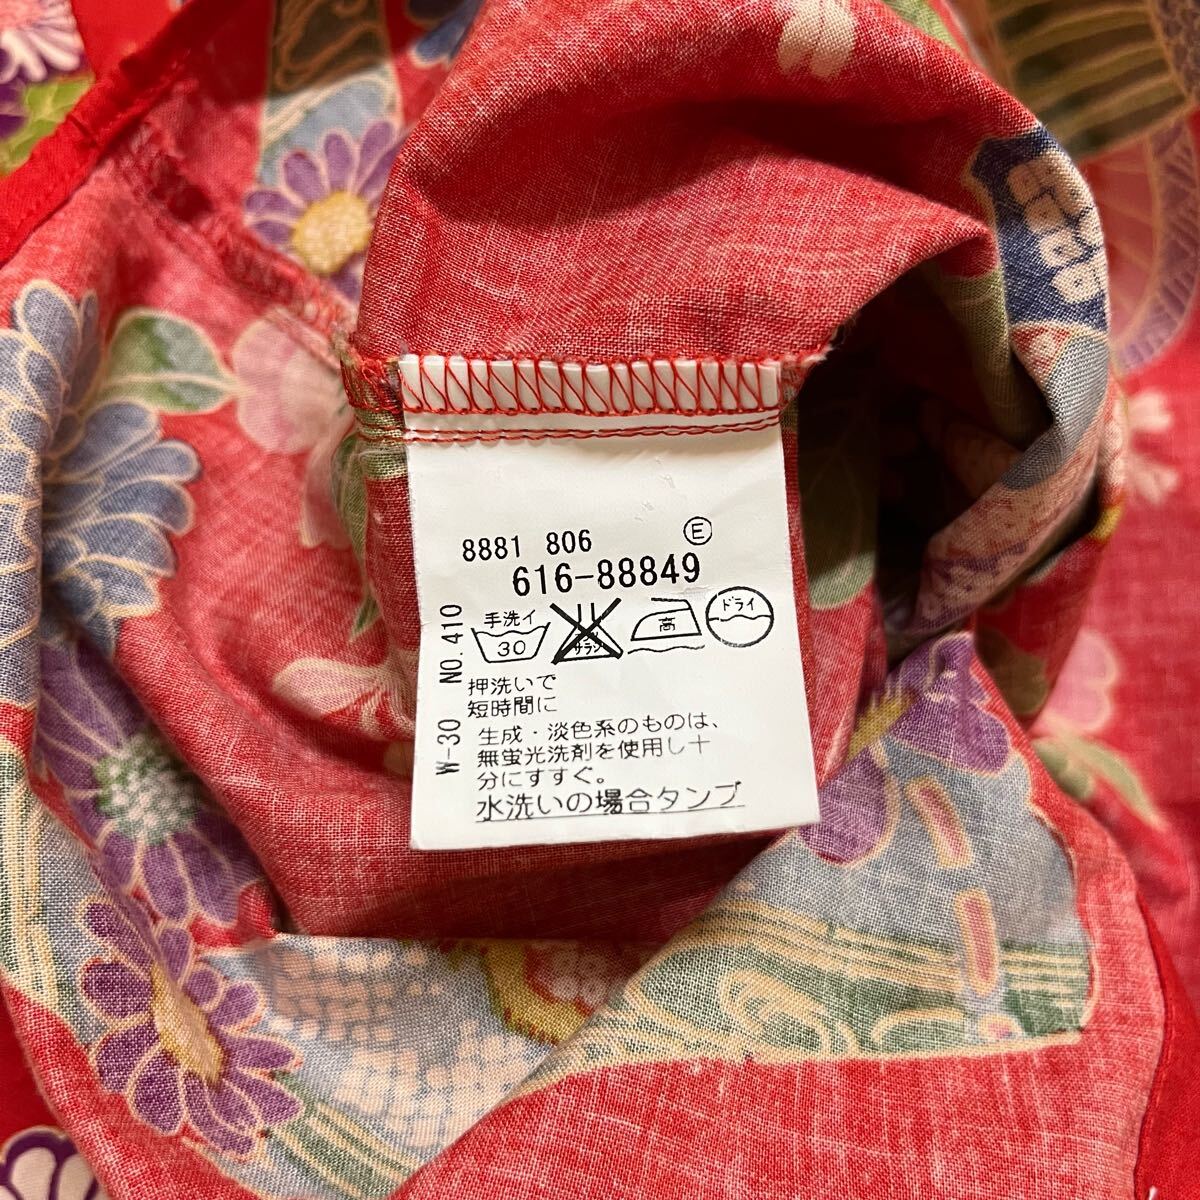 8881 806 Ⓔ
616-88849
手洗イ
30
サラシ
高
ドライ
押洗いで
短時間に
生成・淡色系のものは、
無蛍光洗剤を使用し十
分にすすぐ。
水洗いの場合タンブ
W-30 NO.410